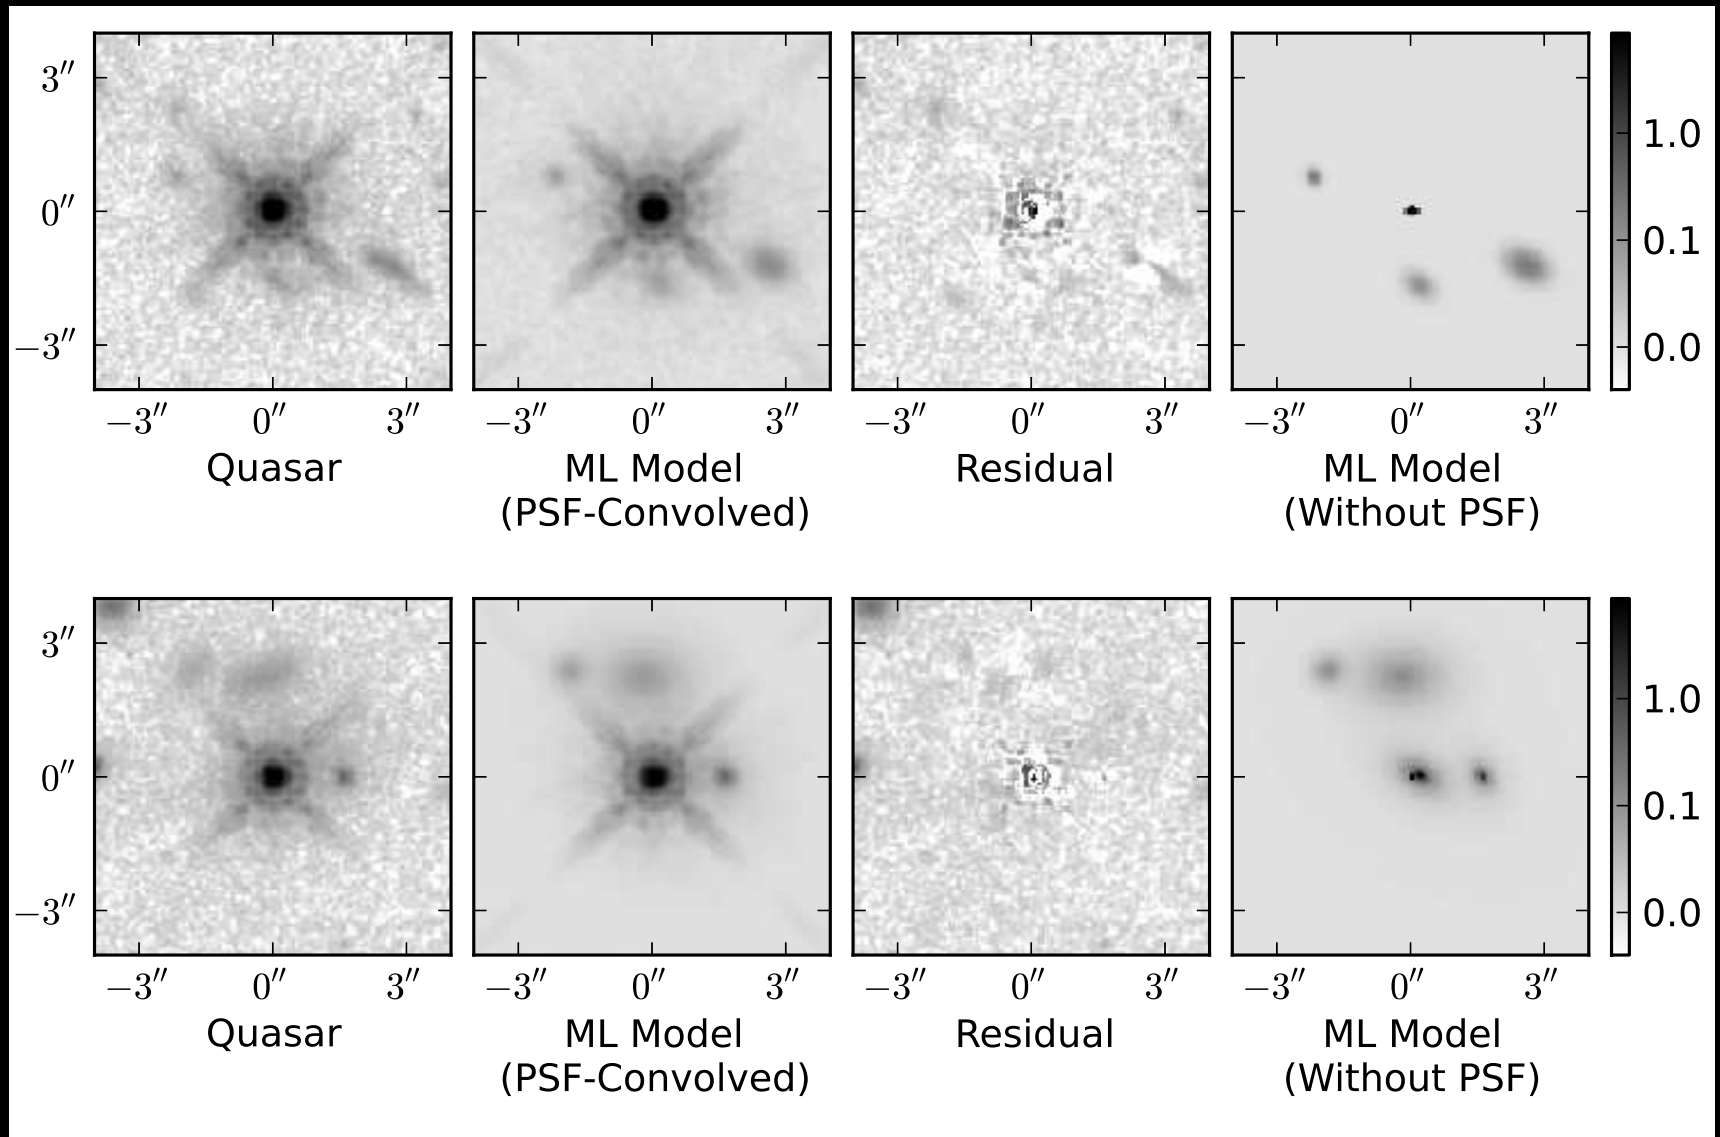 3″
0″
−3″
1.0
0.1
0.0
−3″ 0″ 3″ −3″ 0″ 3″ −3″ 0″ 3″ −3″ 0″ 3″
Quasar ML Model Residual ML Model
(PSF-Convolved) (Without PSF)
3″
0″
−3″
1.0
0.1
0.0
−3″ 0″ 3″ −3″ 0″ 3″ −3″ 0″ 3″ −3″ 0″ 3″
Quasar ML Model Residual ML Model
(PSF-Convolved) (Without PSF)